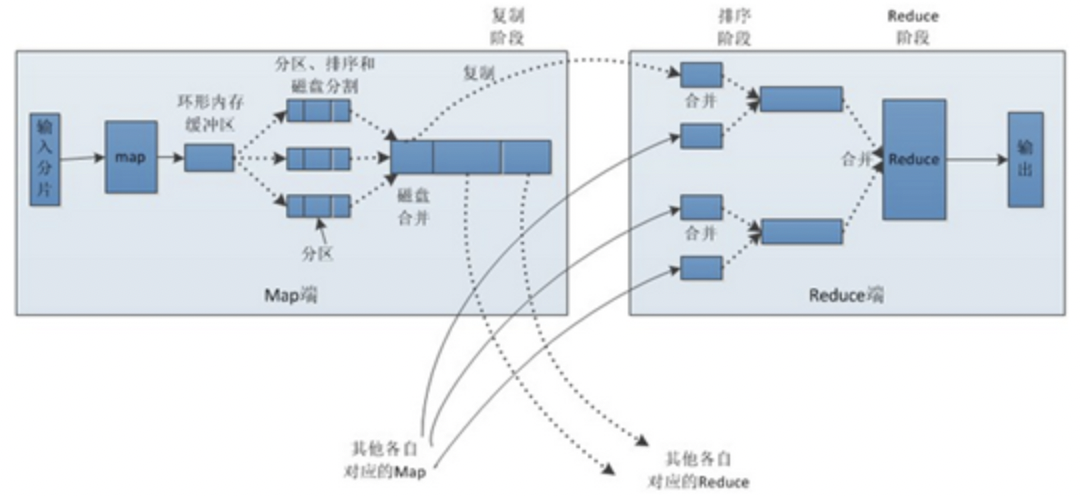 复制
阶段
排序
阶段
Reduce
阶段
分区、排序和
磁盘分割
复制
环形内存
缓冲区
输
入
分
片
map
合并
合并
Reduce
输
出
磁盘
合并
合并
分区
Map端
Reduce端
其他各自
对应的Map
其他各自
对应的Reduce